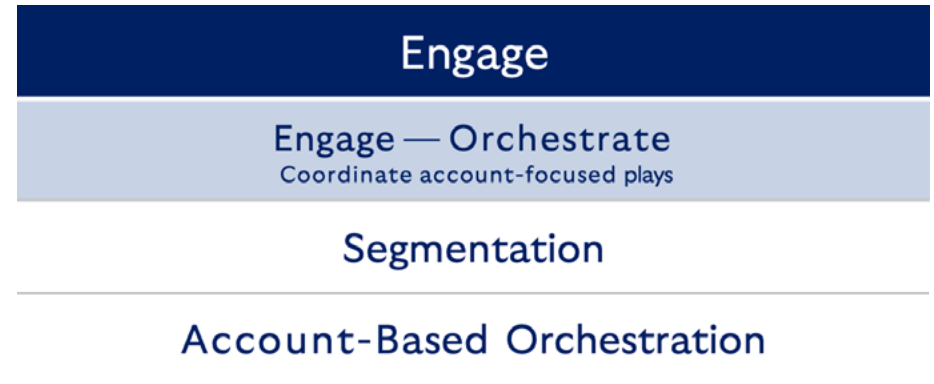 Engage
Engage — Orchestrate
Coordinate account-focused plays
Segmentation
Account-Based Orchestration